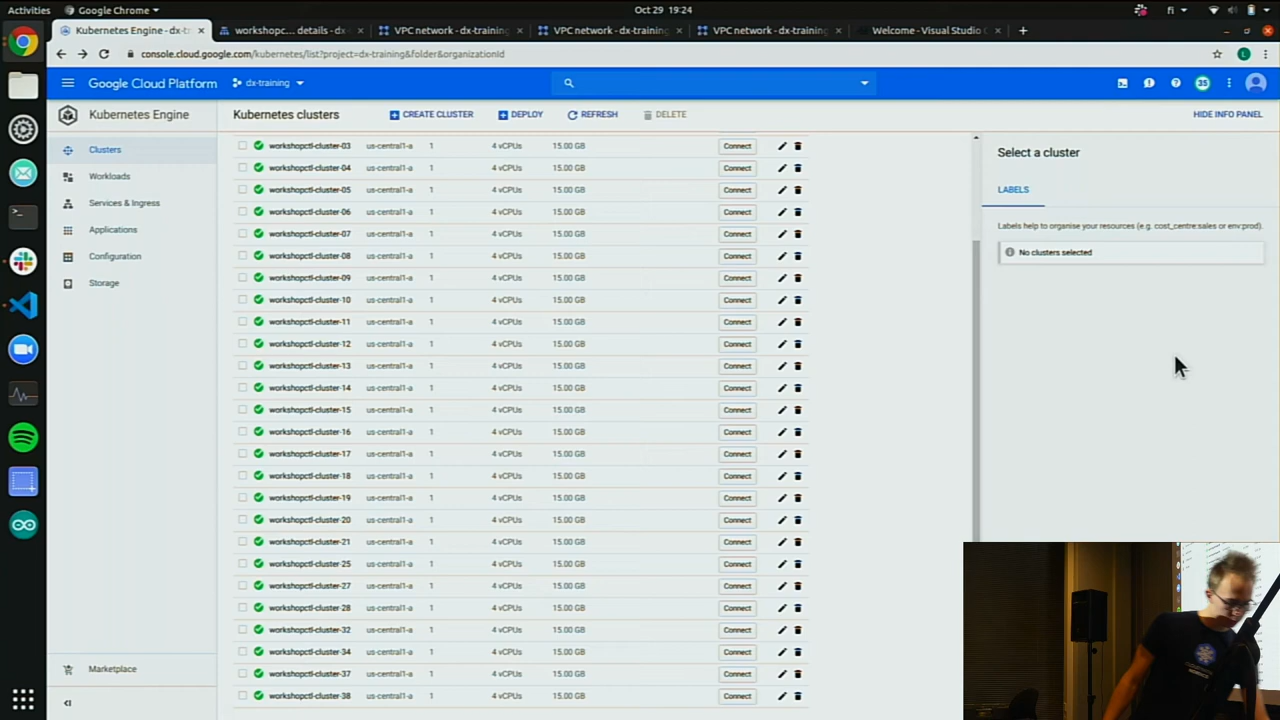 Activities Google Chrome Oct 29 19:24 fi
Kubernetes Engine - dx-tr workshopc... details - dx VPC network - dx-training VPC network - dx-training VPC network - dx-training Welcome - Visual Studio C
console.cloud.google.com/kubernetes/list?project=dx-training&folder&organizationId L
Google Cloud Platform dx-training 35
Kubernetes Engine Kubernetes clusters CREATE CLUSTER DEPLOY REFRESH DELETE HIDE INFO PANEL
Clusters
Workloads
Services & Ingress
Applications
Configuration
Storage
Marketplace
workshopctl-cluster-03 us-central1-a 1 4 vCPUs 15.00 GB Connect
workshopctl-cluster-04 us-central1-a 1 4 vCPUs 15.00 GB Connect
workshopctl-cluster-05 us-central1-a 1 4 vCPUs 15.00 GB Connect
workshopctl-cluster-06 us-central1-a 1 4 vCPUs 15.00 GB Connect
workshopctl-cluster-07 us-central1-a 1 4 vCPUs 15.00 GB Connect
workshopctl-cluster-08 us-central1-a 1 4 vCPUs 15.00 GB Connect
workshopctl-cluster-09 us-central1-a 1 4 vCPUs 15.00 GB Connect
workshopctl-cluster-10 us-central1-a 1 4 vCPUs 15.00 GB Connect
workshopctl-cluster-11 us-central1-a 1 4 vCPUs 15.00 GB Connect
workshopctl-cluster-12 us-central1-a 1 4 vCPUs 15.00 GB Connect
workshopctl-cluster-13 us-central1-a 1 4 vCPUs 15.00 GB Connect
workshopctl-cluster-14 us-central1-a 1 4 vCPUs 15.00 GB Connect
workshopctl-cluster-15 us-central1-a 1 4 vCPUs 15.00 GB Connect
workshopctl-cluster-16 us-central1-a 1 4 vCPUs 15.00 GB Connect
workshopctl-cluster-17 us-central1-a 1 4 vCPUs 15.00 GB Connect
workshopctl-cluster-18 us-central1-a 1 4 vCPUs 15.00 GB Connect
workshopctl-cluster-19 us-central1-a 1 4 vCPUs 15.00 GB Connect
workshopctl-cluster-20 us-central1-a 1 4 vCPUs 15.00 GB Connect
workshopctl-cluster-21 us-central1-a 1 4 vCPUs 15.00 GB Connect
workshopctl-cluster-25 us-central1-a 1 4 vCPUs 15.00 GB Connect
workshopctl-cluster-27 us-central1-a 1 4 vCPUs 15.00 GB Connect
workshopctl-cluster-28 us-central1-a 1 4 vCPUs 15.00 GB Connect
workshopctl-cluster-32 us-central1-a 1 4 vCPUs 15.00 GB Connect
workshopctl-cluster-34 us-central1-a 1 4 vCPUs 15.00 GB Connect
workshopctl-cluster-37 us-central1-a 1 4 vCPUs 15.00 GB Connect
workshopctl-cluster-38 us-central1-a 1 4 vCPUs 15.00 GB Connect
Select a cluster
LABELS
Labels help to organise your resources (e.g. cost_centre:sales or env:prod).
No clusters selected